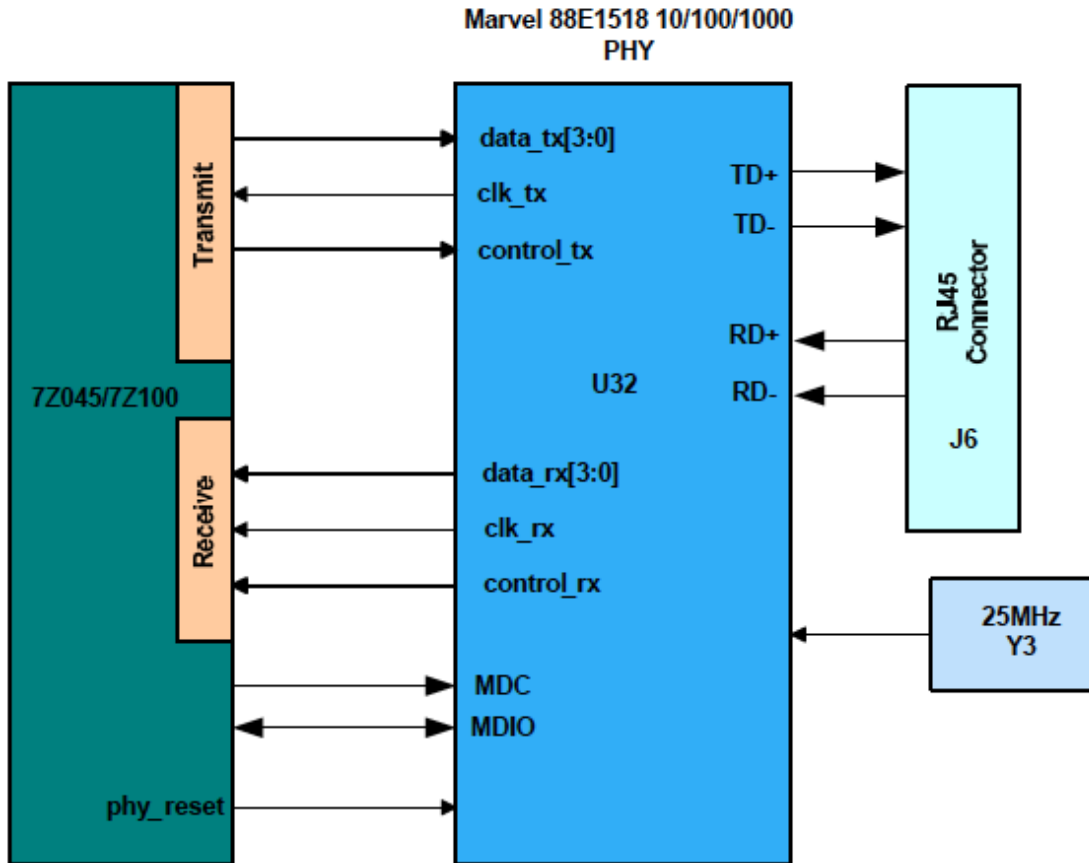 Marvel 88E1518 10/100/1000
PHY
7Z045/7Z100
Transmit
Receive
phy_reset
data_tx[3:0]
clk_tx
control_tx
U32
data_rx[3:0]
clk_rx
control_rx
MDC
MDIO
TD+
TD-
RD+
RD-
RJ45
Connector
J6
25MHz
Y3